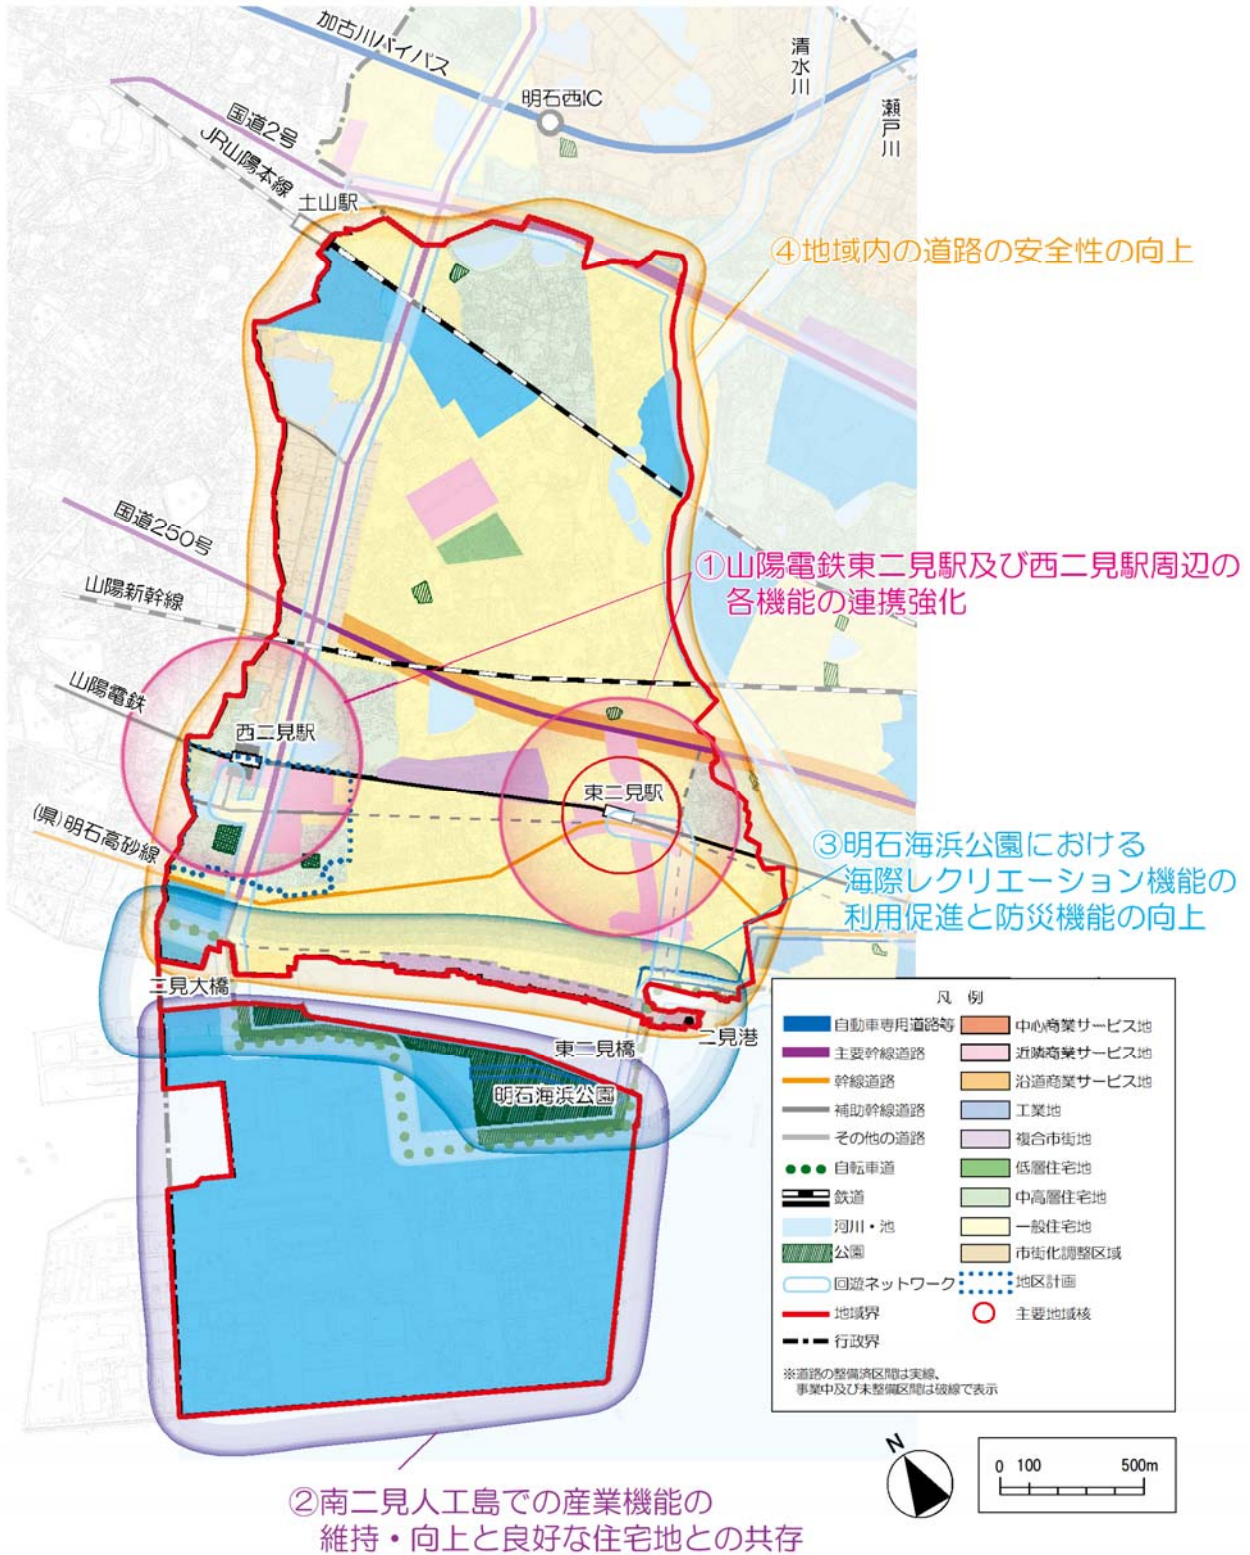 加古川バイパス
清水川
明石西IC
瀬戸川
国道2号
JR山陽本線
土山駅
④地域内の道路の安全性の向上
国道250号
①山陽電鉄東二見駅及び西二見駅周辺の
各機能の連携強化
山陽新幹線
山陽電鉄
西二見駅
東二見駅
(県)明石高砂線
③明石海浜公園における
海際レクリエーション機能の
利用促進と防災機能の向上
二見大橋
東二見橋
二見港
明石海浜公園
凡 例
自動車専用道路等
中心商業サービス地
主要幹線道路
近隣商業サービス地
幹線道路
沿道商業サービス地
補助幹線道路
工業地
その他の道路
複合市街地
自転車道
低層住宅地
鉄道
中高層住宅地
河川・池
一般住宅地
公園
市街化調整区域
回遊ネットワーク
地区計画
地域界
主要地域核
行政界
※道路の整備済区間は実線、
事業中及び未整備区間は破線で表示
N
0 100 500m
②南二見人工島での産業機能の
維持・向上と良好な住宅地との共存